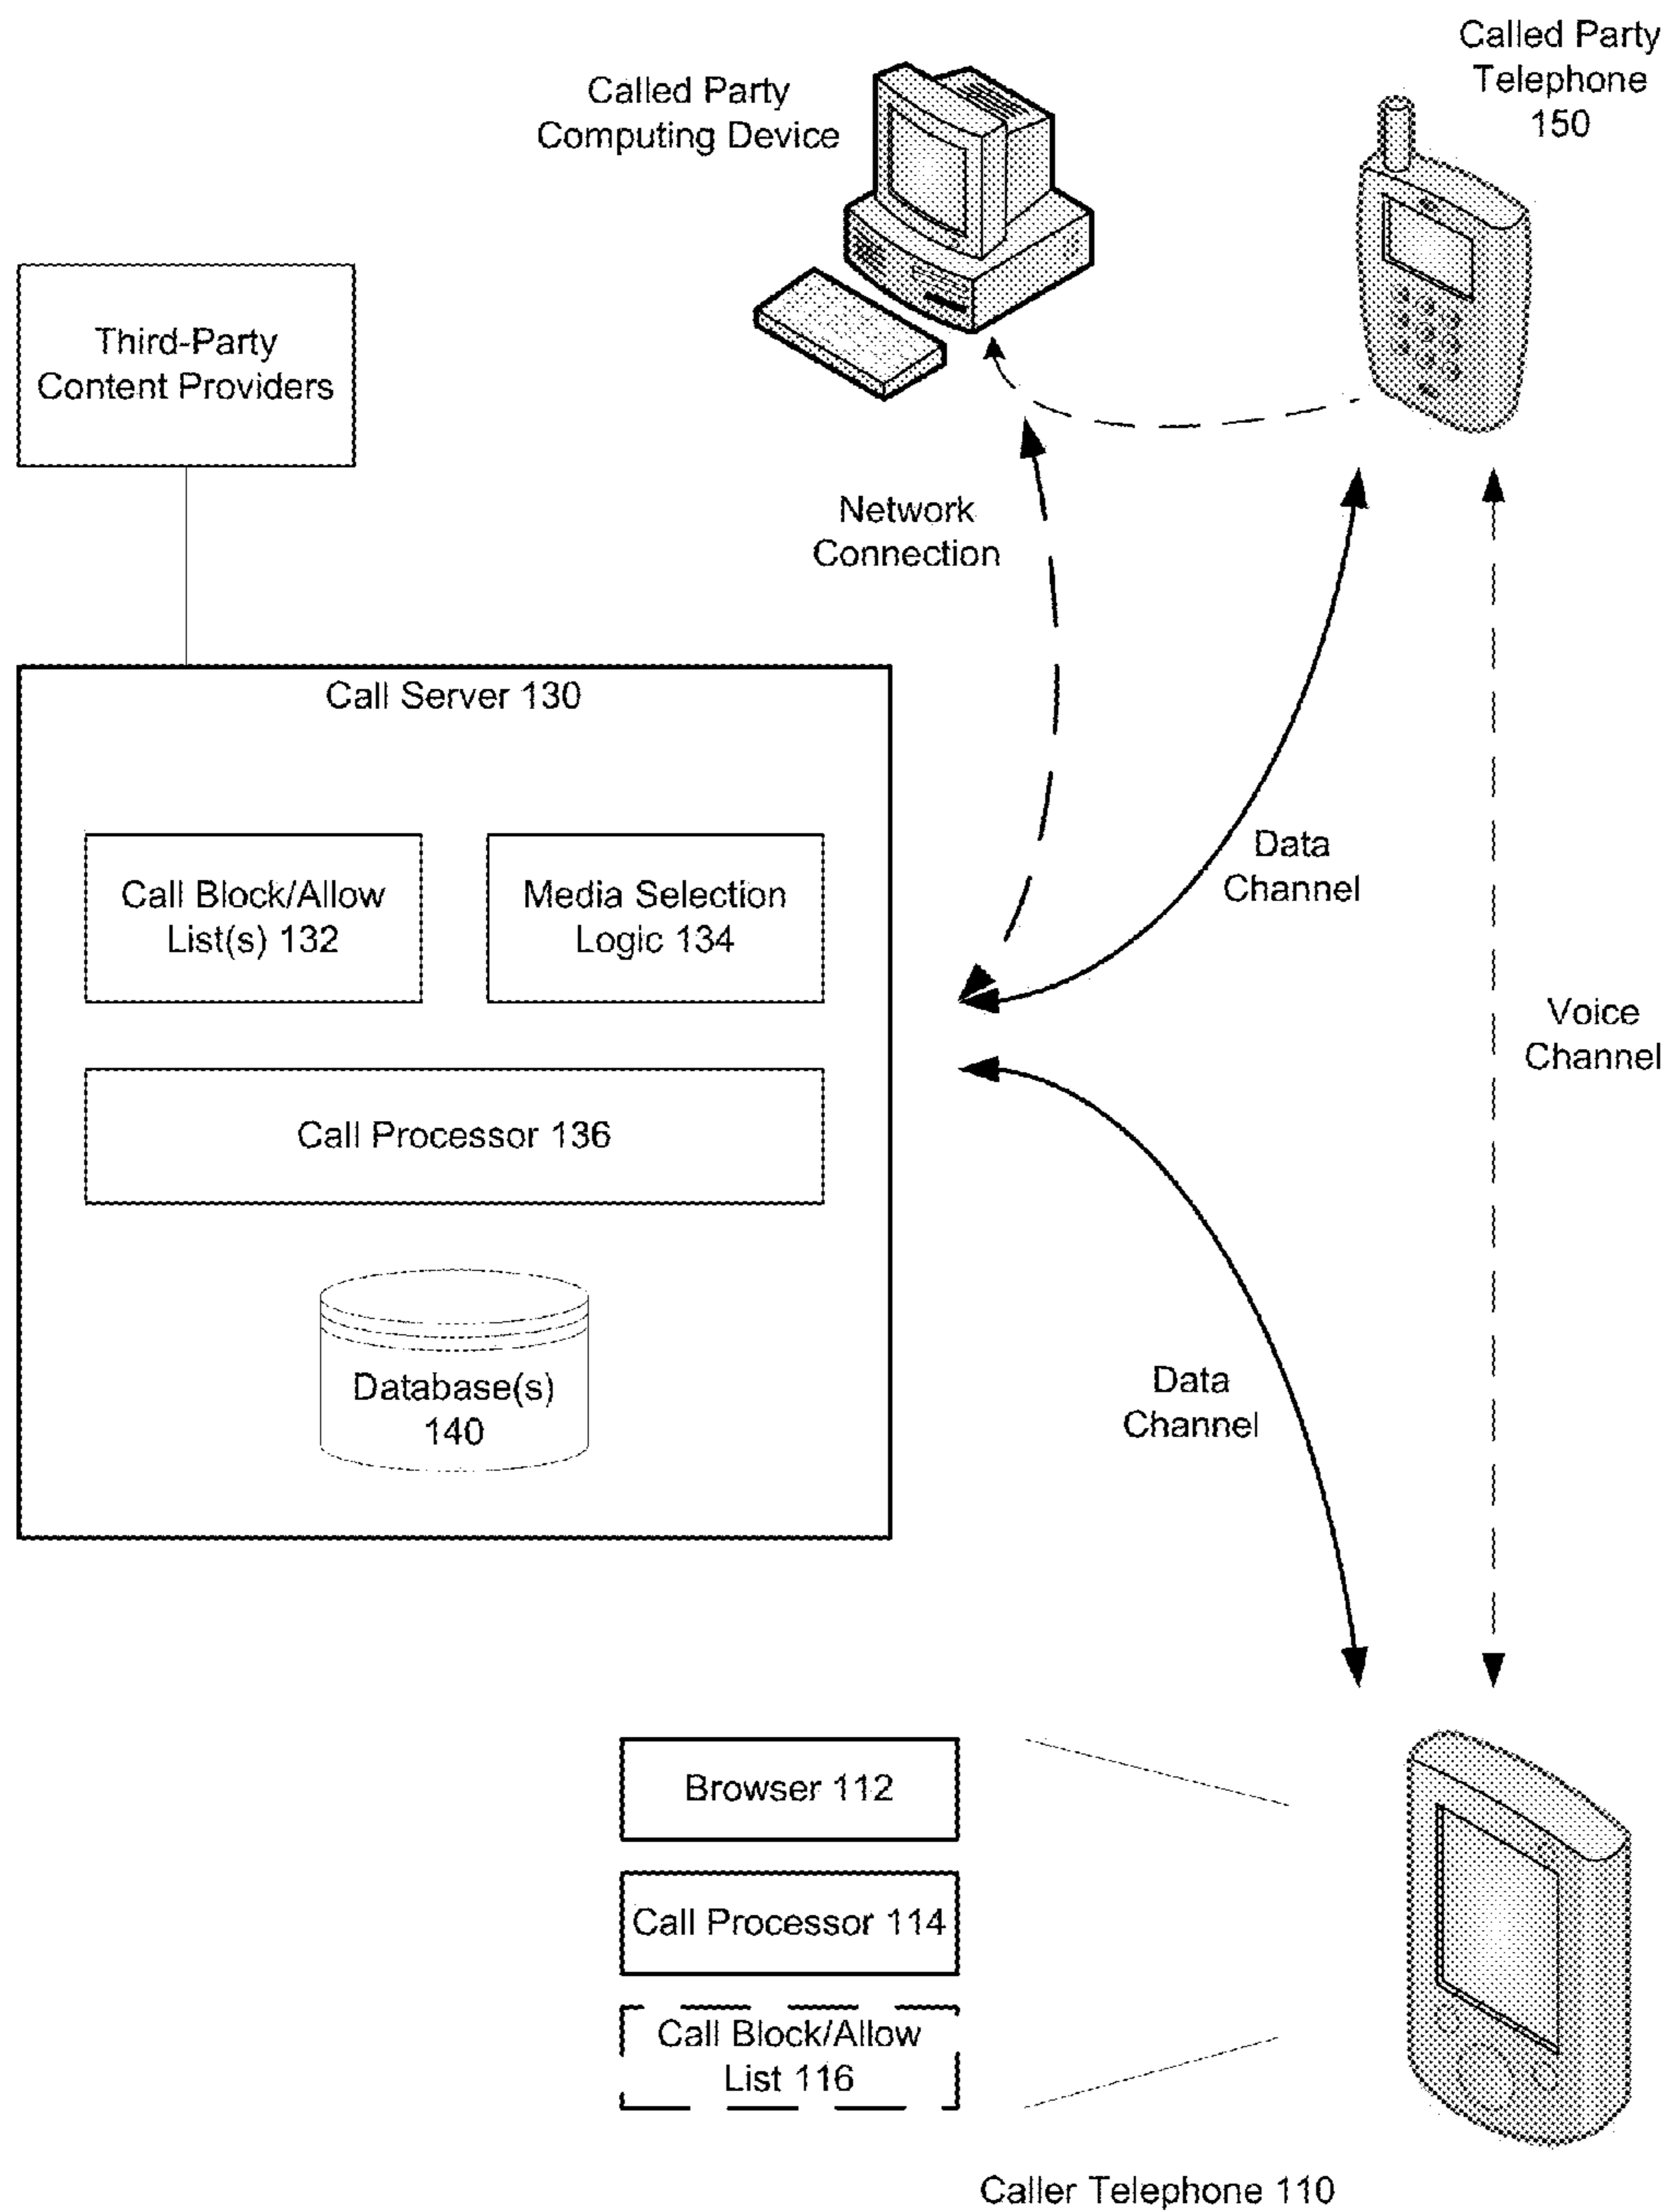 Called Party
Telephone
150
Called Party
Computing Device
Third-Party
Content Providers
Network
Connection
Call Server 130
Call Block/Allow
List(s) 132
Media Selection
Logic 134
Data
Channel
Voice
Channel
Call Processor 136
Database(s)
140
Data
Channel
Browser 112
Call Processor 114
Call Block/Allow
List 116
Caller Telephone 110